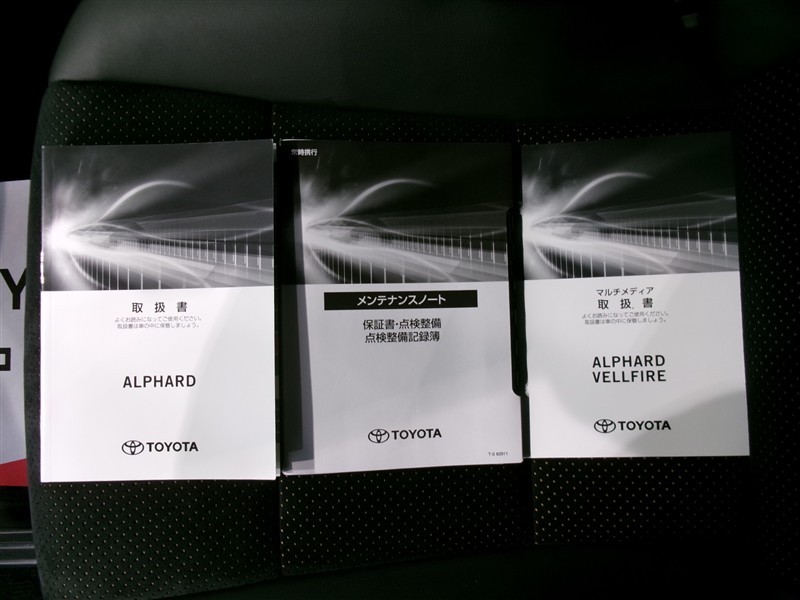 取扱書
よくお読みになってご使用ください。
取扱書は車の中に保管しましょう。
ALPHARD
TOYOTA
常時携行
メンテナンスノート
保証書・点検整備
点検整備記録簿
TOYOTA
マルチメディア
取扱書
よくお読みになってご使用ください。
取扱書は車の中に保管しましょう。
ALPHARD
VELLFIRE
TOYOTA
Y